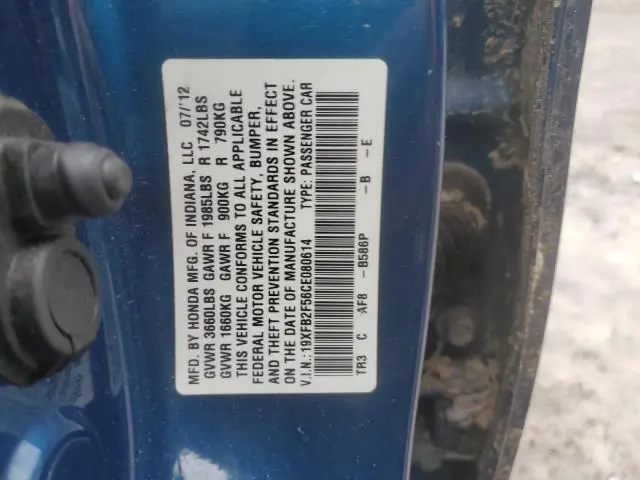 MFD. BY HONDA MFG. OF INDIANA, LLC 07/'12
GVWR 3660LBS GAWR F 1985LBS R 1742LBS
GVWR 1660KG GAWR F 900KG R 790KG
THIS VEHICLE CONFORMS TO ALL APPLICABLE
FEDERAL MOTOR VEHICLE SAFETY, BUMPER,
AND THEFT PREVENTION STANDARDS IN EFFECT
ON THE DATE OF MANUFACTURE SHOWN ABOVE.
V.I.N.:19XFB2F56CE080614 TYPE: PASSENGER CAR
TR3 C AF8 -B586P -B -E